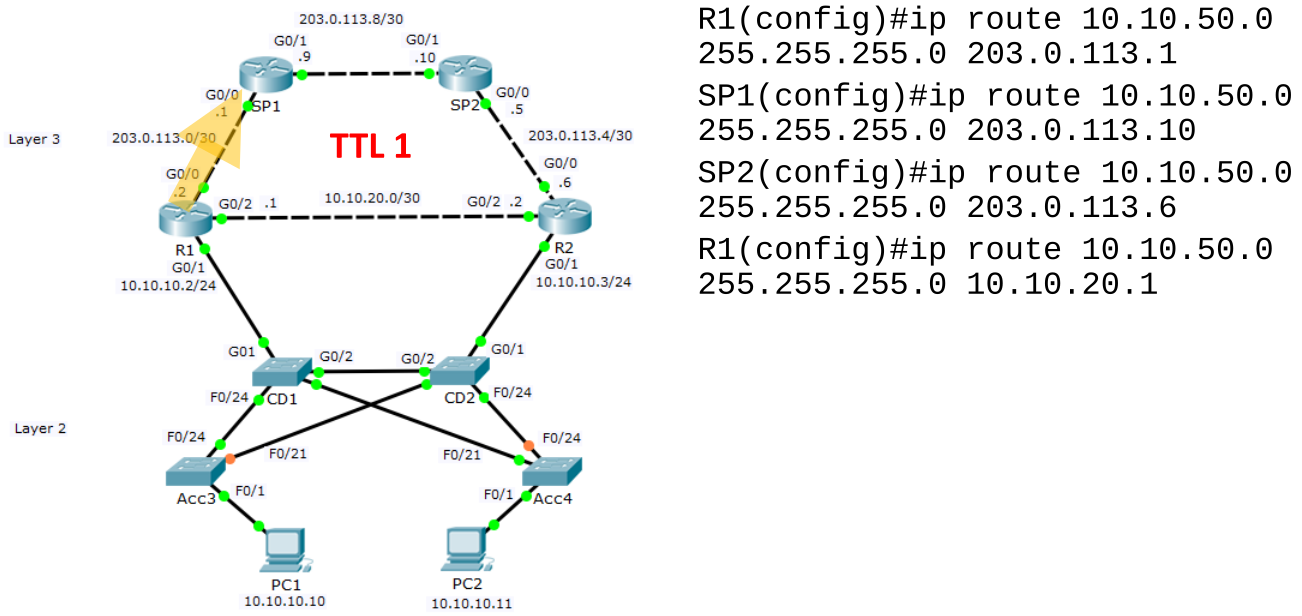 203.0.113.8/30
G0/1
.9
G0/1
.10
SP1
SP2
G0/0
.1
G0/0
.5
Layer 3
203.0.113.0/30
TTL 1
203.0.113.4/30
G0/0
.2
G0/0
.6
G0/2 .1
10.10.20.0/30
G0/2 .2
R1
R2
G0/1
10.10.10.2/24
G0/1
10.10.10.3/24
G01
G0/2
G0/2
G0/1
CD1
CD2
F0/24
F0/24
Layer 2
F0/24
F0/21
F0/21
F0/24
Acc3
F0/1
F0/1
Acc4
PC1
10.10.10.10
PC2
10.10.10.11
R1(config)#ip route 10.10.50.0
255.255.255.0 203.0.113.1
SP1(config)#ip route 10.10.50.0
255.255.255.0 203.0.113.10
SP2(config)#ip route 10.10.50.0
255.255.255.0 203.0.113.6
R1(config)#ip route 10.10.50.0
255.255.255.0 10.10.20.1